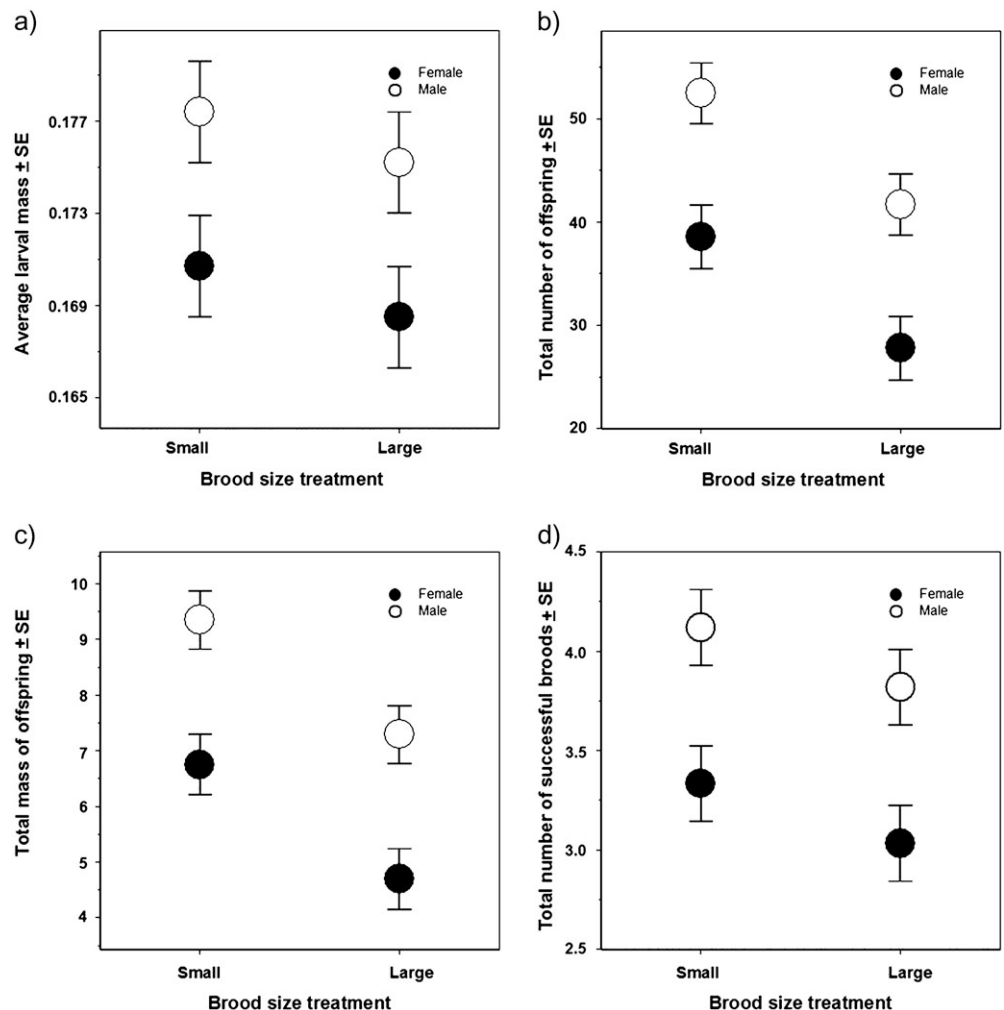 a)
Average larval mass ± SE
0.177
0.173
0.169
0.165
Female
Male
Small
Large
Brood size treatment
b)
Total number of offspring ±SE
50
40
30
20
Female
Male
Small
Large
Brood size treatment
c)
Total mass of offspring ± SE
10
9
8
7
6
5
4
Female
Male
Small
Large
Brood size treatment
d)
Total number of successful broods ± SE
4.5
4.0
3.5
3.0
2.5
Female
Male
Small
Large
Brood size treatment